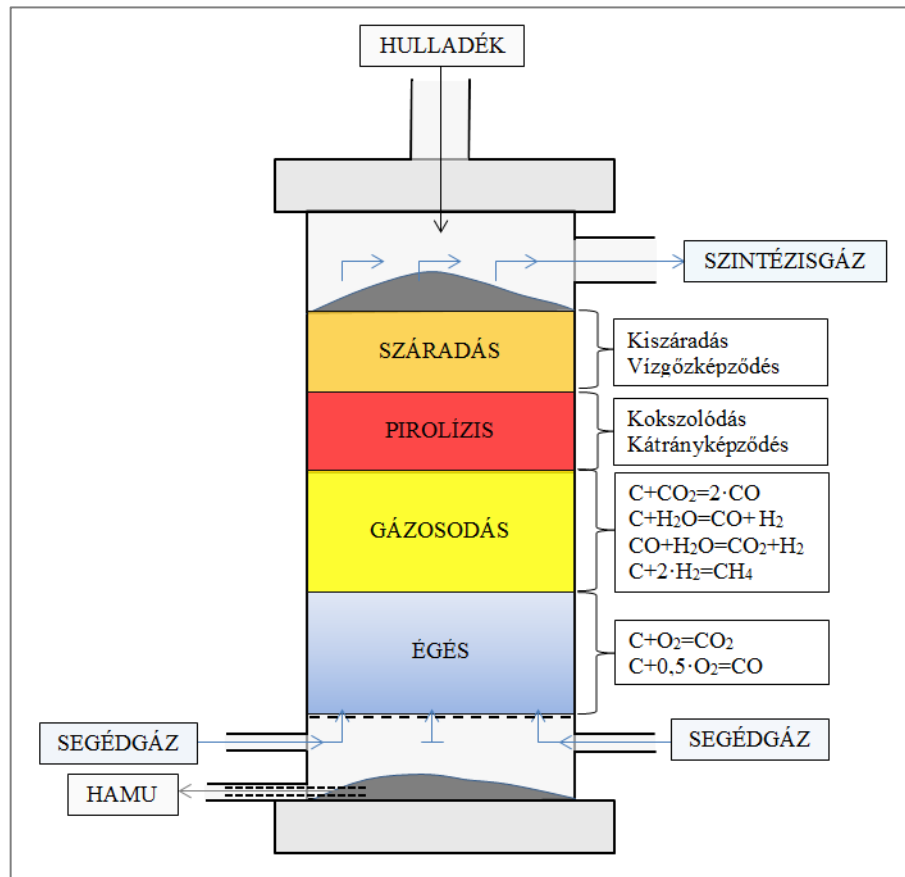 HULLADÉK
SZINTÉZISGÁZ
SZÁRADÁS
Kiszáradás
Vízgőzképződés
PIROLÍZIS
Kokszolódás
Kátrányképződés
GÁZOSODÁS
C+CO₂=2·CO
C+H₂O=CO+H₂
CO+H₂O=CO₂+H₂
C+2·H₂=CH₄
ÉGÉS
C+O₂=CO₂
C+0,5·O₂=CO
SEGÉDGÁZ
SEGÉDGÁZ
HAMU